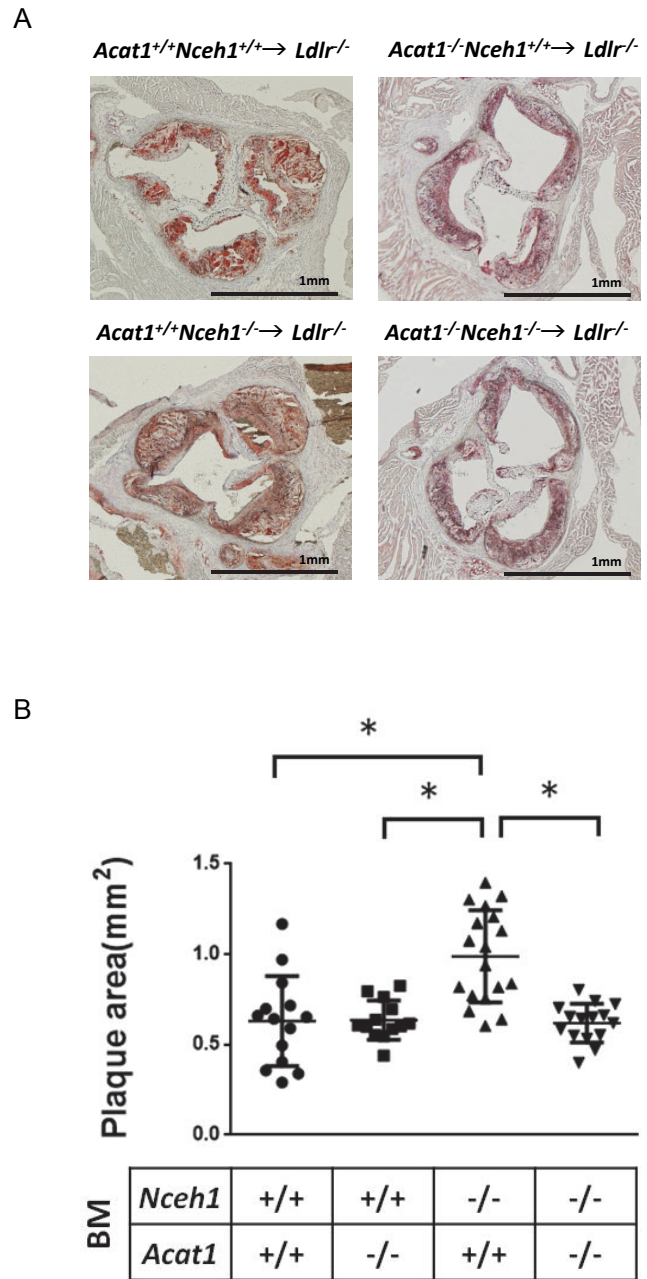 A
Acat1+/+Nceh1+/+→ Ldlr-/-
Acat1-/-Nceh1+/+→ Ldlr-/-
1mm
1mm
Acat1+/+Nceh1-/-→ Ldlr-/-
Acat1-/-Nceh1-/-→ Ldlr-/-
1mm
1mm
B
*
*
*
Plaque area(mm²)
1.5
1.0
0.5
0.0
BM
Nceh1 +/+ +/+ -/- -/-
Acat1 +/+ -/- +/+ -/-